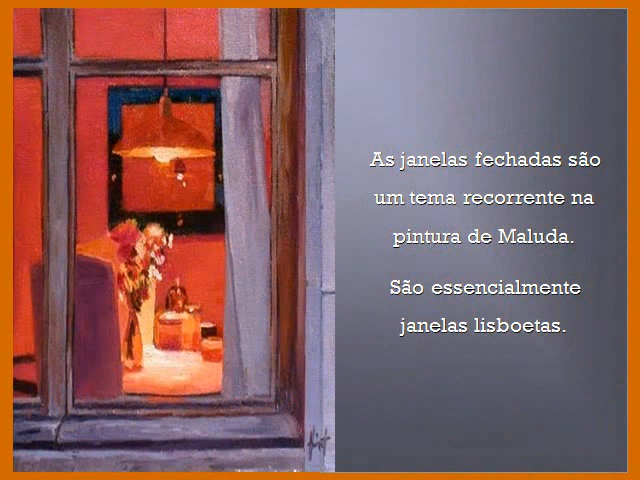 As janelas fechadas são
um tema recorrente na
pintura de Maluda.
São essencialmente
janelas lisboetas.